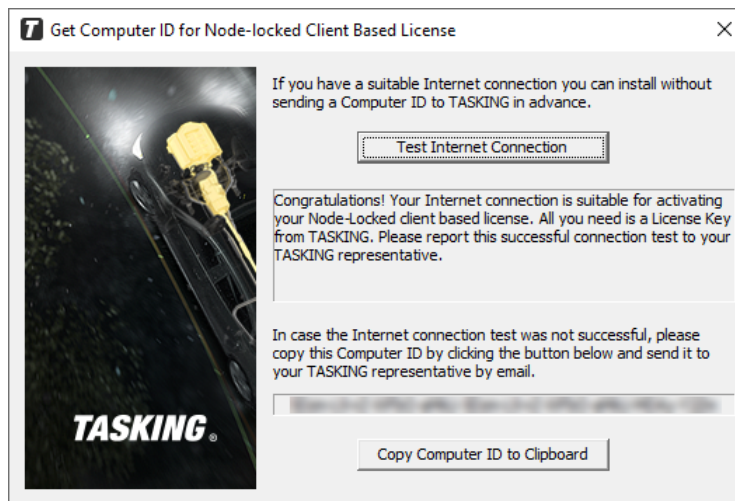 Get Computer ID for Node-locked Client Based License
If you have a suitable Internet connection you can install without
sending a Computer ID to TASKING in advance.
Test Internet Connection
Congratulations! Your Internet connection is suitable for activating
your Node-Locked client based license. All you need is a License Key
from TASKING. Please report this successful connection test to your
TASKING representative.
In case the Internet connection test was not successful, please
copy this Computer ID by clicking the button below and send it to
your TASKING representative by email.
TASKING®
Copy Computer ID to Clipboard